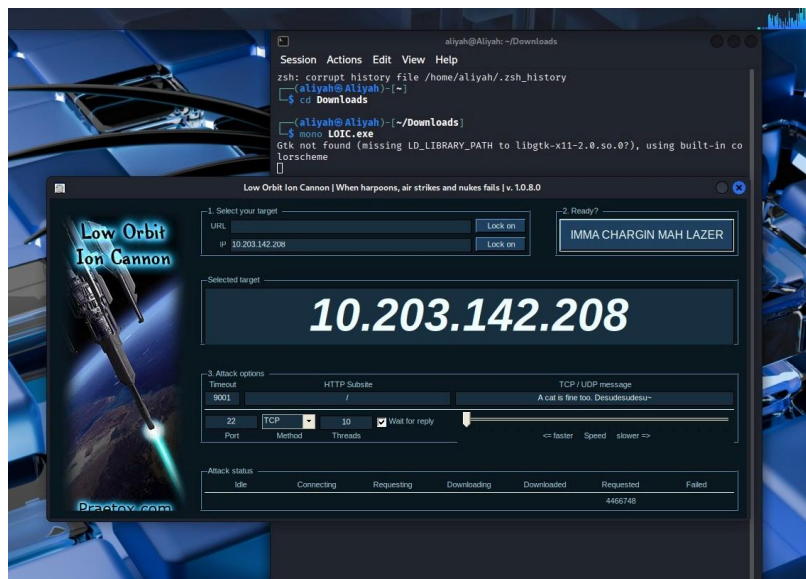 aliyah@Aliyah: ~/Downloads
Session Actions Edit View Help
zsh: corrupt history file /home/aliyah/.zsh_history
┌──(aliyah㉿Aliyah)-[~]
└─$ cd Downloads
┌──(aliyah㉿Aliyah)-[~/Downloads]
└─$ mono LOIC.exe
Gtk not found (missing LD_LIBRARY_PATH to libgtk-x11-2.0.so.0?), using built-in co
lorscheme
Low Orbit Ion Cannon | When harpoons, air strikes and nukes fails | v. 1.0.8.0
Low Orbit
Ion Cannon
Praetox.com
1. Select your target
URL Lock on
IP 10.203.142.208 Lock on
2. Ready?
IMMA CHARGIN MAH LAZER
Selected target
10.203.142.208
3. Attack options
Timeout HTTP Subsite TCP / UDP message
9001 / A cat is fine too. Desudesudesu~
22 TCP 10 Wait for reply
Port Method Threads <= faster Speed slower =>
Attack status
Idle Connecting Requesting Downloading Downloaded Requested Failed
4466748